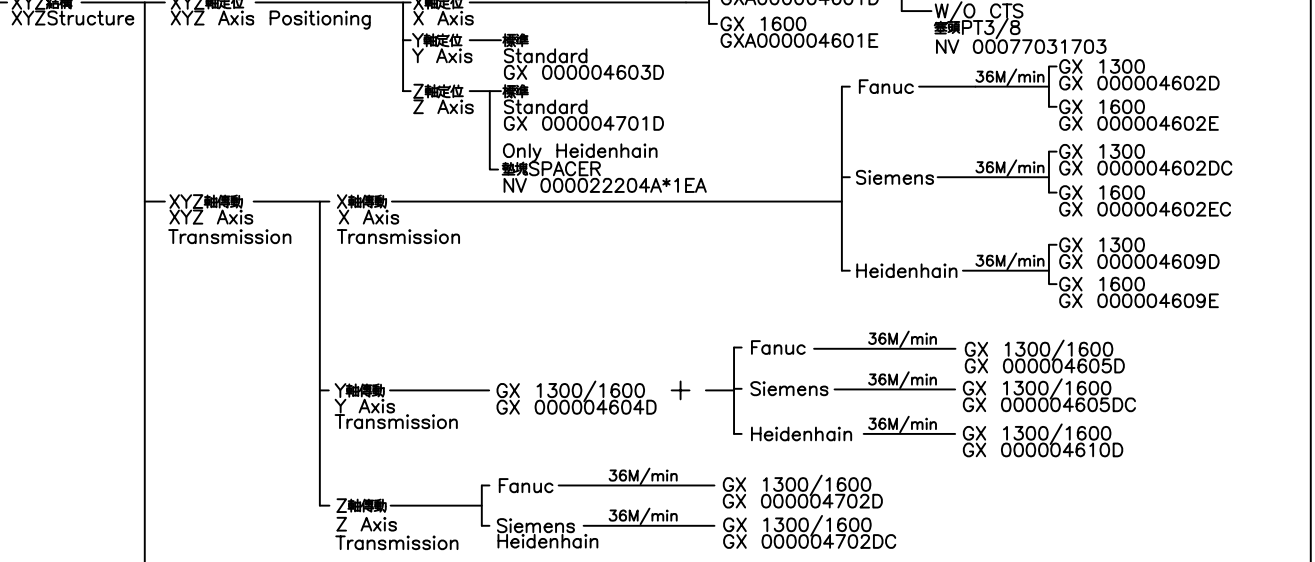 XYZ結構
XYZStructure
XYZ軸定位
XYZ Axis Positioning
X軸定位
X Axis
GX 1600
GXA000004601E
W/O CTS
塞頭PT3/8
NV 00077031703
Y軸定位
Y Axis
標準
Standard
GX 000004603D
Z軸定位
Z Axis
標準
Standard
GX 000004701D
Only Heidenhain
墊塊SPACER
NV 000022204A*1EA
XYZ軸傳動
XYZ Axis
Transmission
X軸傳動
X Axis
Transmission
Fanuc
36M/min
GX 1300
GX 000004602D
GX 1600
GX 000004602E
Siemens
36M/min
GX 1300
GX 000004602DC
GX 1600
GX 000004602EC
Heidenhain
36M/min
GX 1300
GX 000004609D
GX 1600
GX 000004609E
Y軸傳動
Y Axis
Transmission
GX 1300/1600
GX 000004604D
+
Fanuc
36M/min
GX 1300/1600
GX 000004605D
Siemens
36M/min
GX 1300/1600
GX 000004605DC
Heidenhain
36M/min
GX 1300/1600
GX 000004610D
Z軸傳動
Z Axis
Transmission
Fanuc
36M/min
GX 1300/1600
GX 000004702D
Siemens
Heidenhain
36M/min
GX 1300/1600
GX 000004702DC